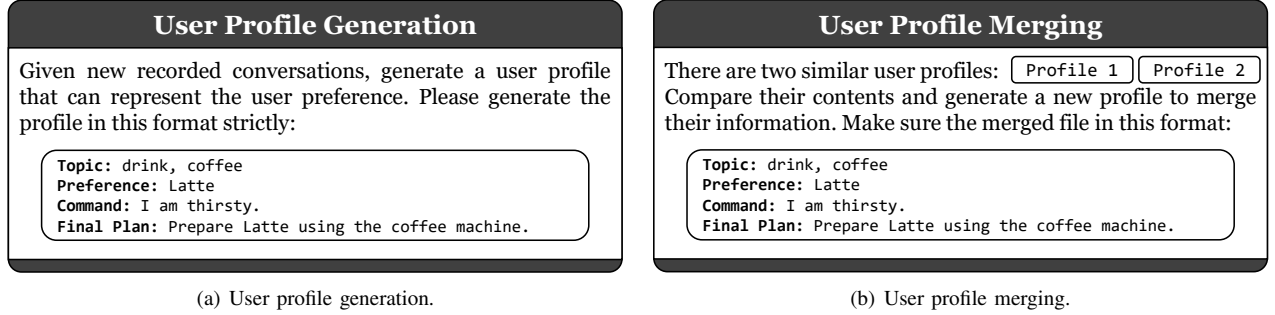 User Profile Generation
Given new recorded conversations, generate a user profile
that can represent the user preference. Please generate the
profile in this format strictly:
Topic: drink, coffee
Preference: Latte
Command: I am thirsty.
Final Plan: Prepare Latte using the coffee machine.
(a) User profile generation.
User Profile Merging
There are two similar user profiles: Profile 1 Profile 2
Compare their contents and generate a new profile to merge
their information. Make sure the merged file in this format:
Topic: drink, coffee
Preference: Latte
Command: I am thirsty.
Final Plan: Prepare Latte using the coffee machine.
(b) User profile merging.